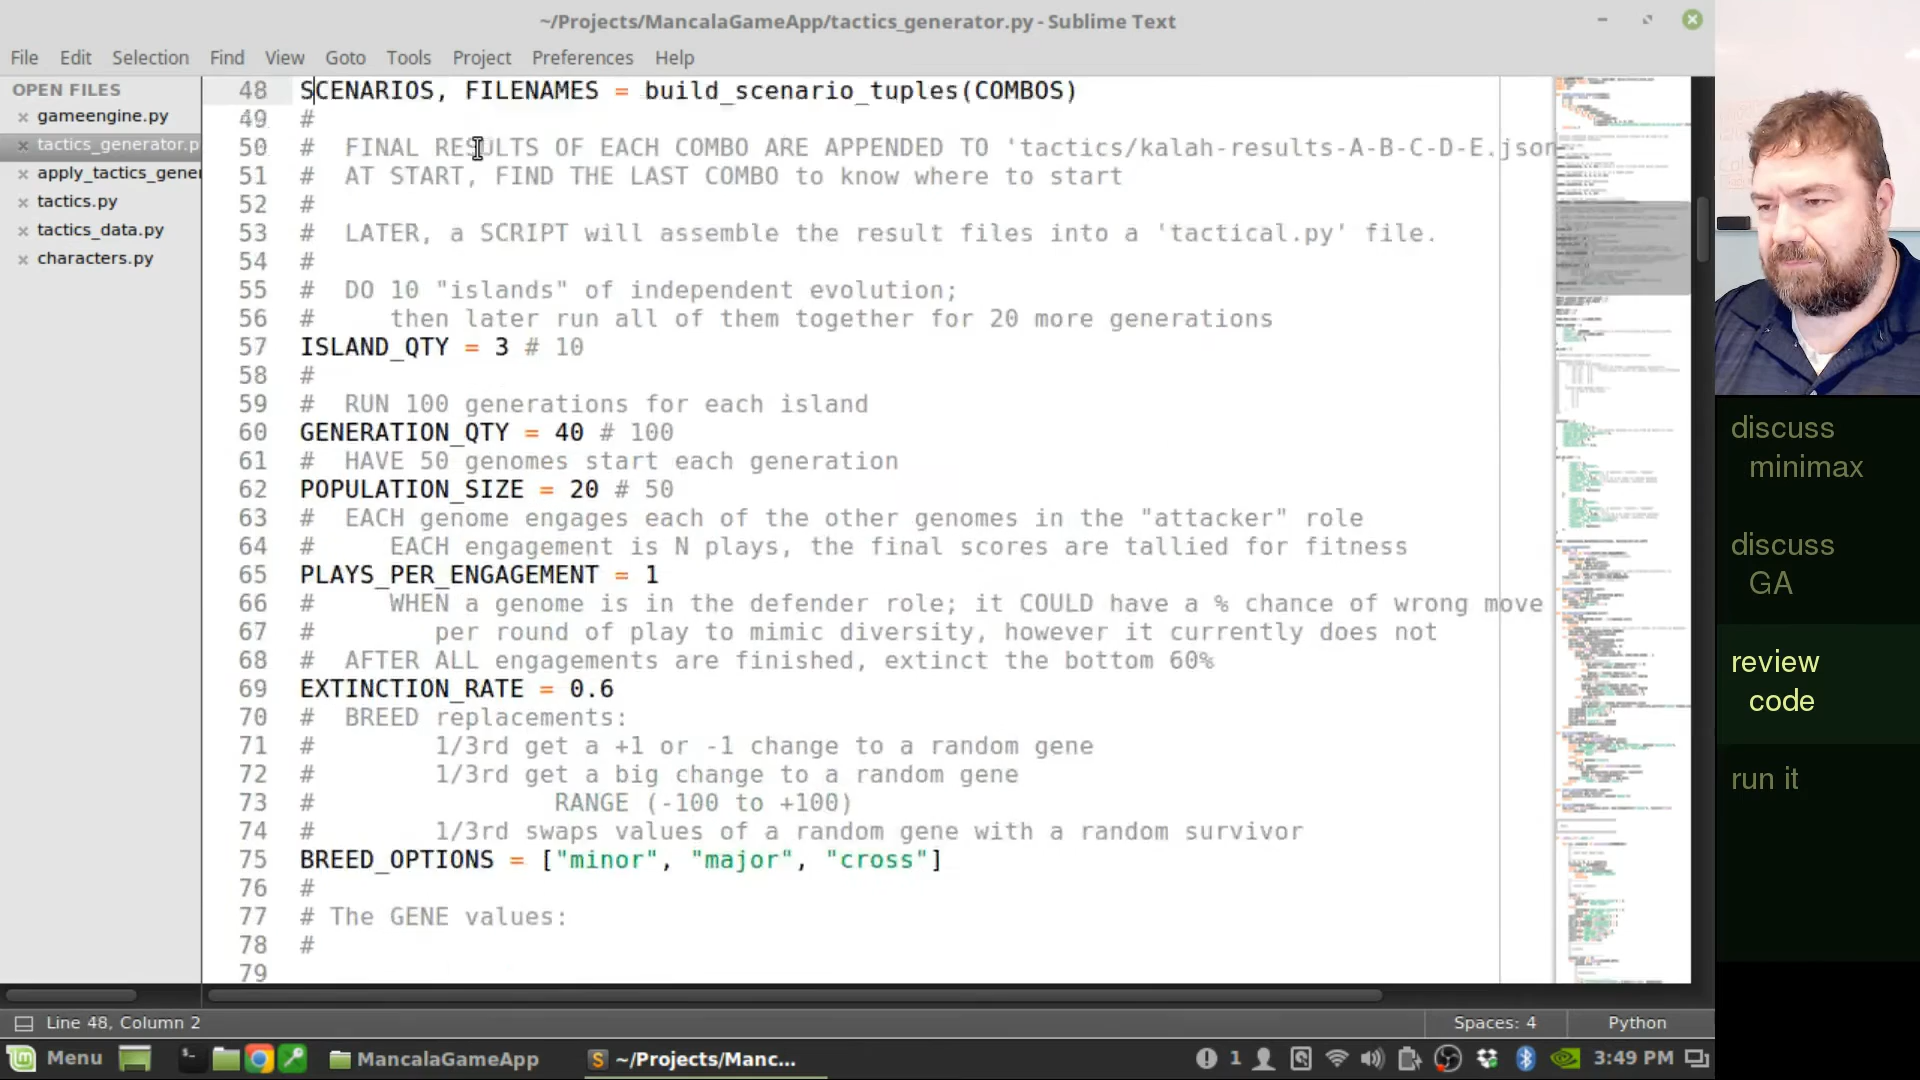 ~/Projects/MancalaGameApp/tactics_generator.py - Sublime Text
File Edit Selection Find View Goto Tools Project Preferences Help
OPEN FILES
gameengine.py
tactics_generator.p
apply_tactics_gener
tactics.py
tactics_data.py
characters.py
48 SCENARIOS, FILENAMES = build_scenario_tuples(COMBOS)
49 #
50 # FINAL RESULTS OF EACH COMBO ARE APPENDED TO 'tactics/kalah-results-A-B-C-D-E.json
51 # AT START, FIND THE LAST COMBO to know where to start
52 #
53 # LATER, a SCRIPT will assemble the result files into a 'tactical.py' file.
54 #
55 # DO 10 "islands" of independent evolution;
56 # then later run all of them together for 20 more generations
57 ISLAND_QTY = 3 # 10
58 #
59 # RUN 100 generations for each island
60 GENERATION_QTY = 40 # 100
61 # HAVE 50 genomes start each generation
62 POPULATION_SIZE = 20 # 50
63 # EACH genome engages each of the other genomes in the "attacker" role
64 # EACH engagement is N plays, the final scores are tallied for fitness
65 PLAYS_PER_ENGAGEMENT = 1
66 # WHEN a genome is in the defender role; it COULD have a % chance of wrong move
67 # per round of play to mimic diversity, however it currently does not
68 # AFTER ALL engagements are finished, extinct the bottom 60%
69 EXTINCTION_RATE = 0.6
70 # BREED replacements:
71 # 1/3rd get a +1 or -1 change to a random gene
72 # 1/3rd get a big change to a random gene
73 # RANGE (-100 to +100)
74 # 1/3rd swaps values of a random gene with a random survivor
75 BREED_OPTIONS = ["minor", "major", "cross"]
76 #
77 # The GENE values:
78 #
79
discuss
minimax
discuss
GA
review
code
run it
Line 48, Column 2
Spaces: 4
Python
Menu
MancalaGameApp
~/Projects/Manc...
1
3:49 PM